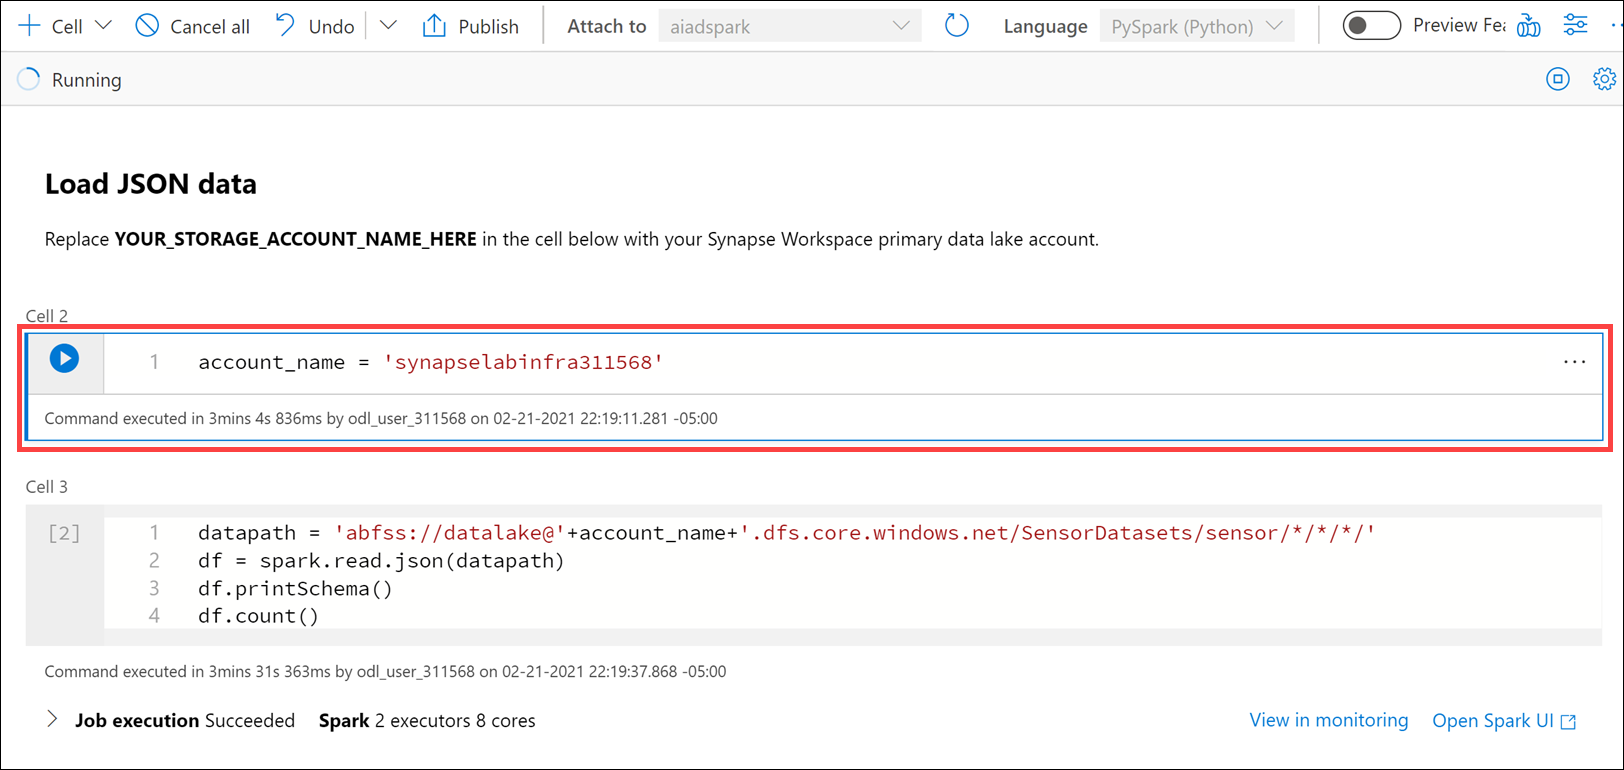 Cell Cancel all Undo Publish Attach to aiadspark Language PySpark (Python) Preview Fea
Running
Load JSON data
Replace YOUR_STORAGE_ACCOUNT_NAME_HERE in the cell below with your Synapse Workspace primary data lake account.
Cell 2
1 account_name = 'synapselabinfra311568'
Command executed in 3mins 4s 836ms by odl_user_311568 on 02-21-2021 22:19:11.281 -05:00
Cell 3
[2] 1 datapath = 'abfss://datalake@'+account_name+'.dfs.core.windows.net/SensorDatasets/sensor/*/*/*/'
2 df = spark.read.json(datapath)
3 df.printSchema()
4 df.count()
Command executed in 3mins 31s 363ms by odl_user_311568 on 02-21-2021 22:19:37.868 -05:00
Job execution Succeeded Spark 2 executors 8 cores View in monitoring Open Spark UI